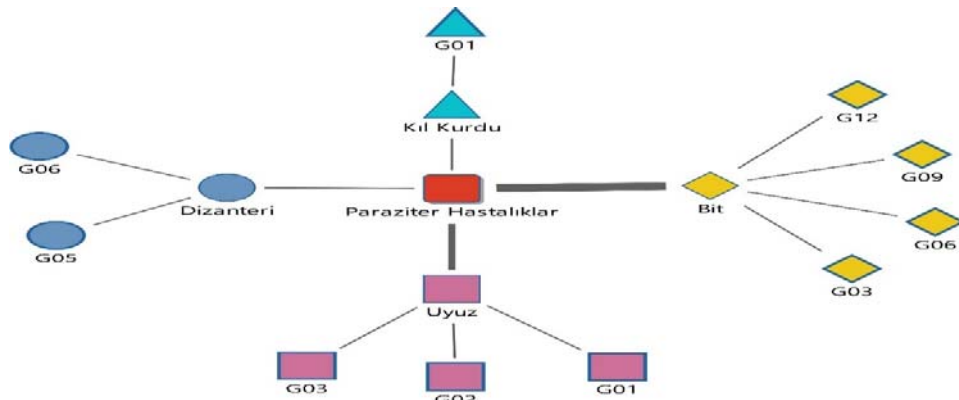 G01
Kıl Kurdu
G12
G06
G09
Dizanteri
Paraziter Hastalıklar
Bit
G06
G05
G03
Uyuz
G03
G01